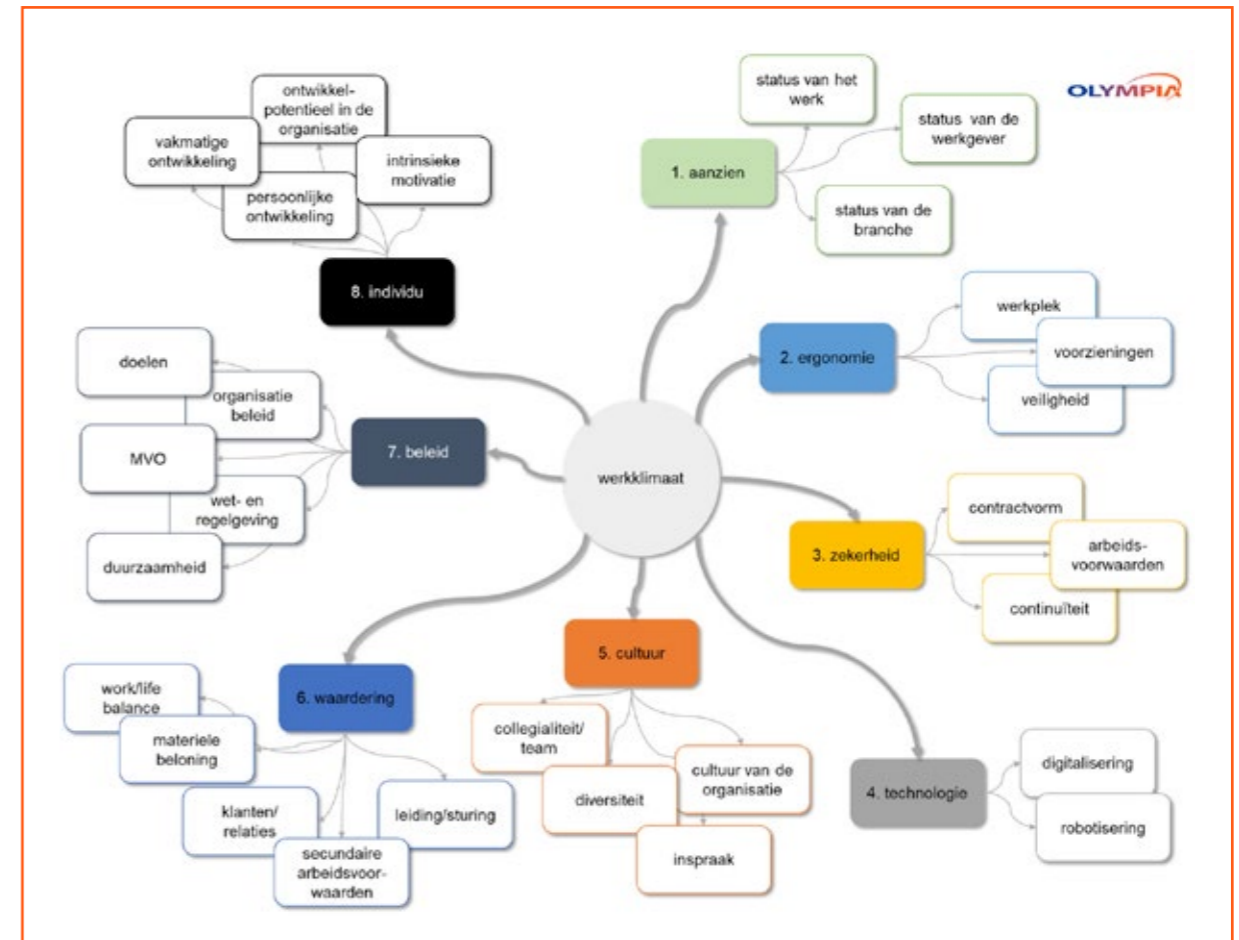 OLYMPIA
werkklimaat
1. aanzien
status van het
werk
status van de
werkgever
status van de
branche
2. ergonomie
werkplek
voorzieningen
veiligheid
3. zekerheid
contractvorm
arbeids-
voorwaarden
continuïteit
4. technologie
digitalisering
robotisering
5. cultuur
collegialiteit/
team
diversiteit
cultuur van de
organisatie
inspraak
6. waardering
work/life
balance
materiele
beloning
klanten/
relaties
secundaire
arbeidsvoor-
waarden
leiding/sturing
7. beleid
doelen
organisatie
beleid
MVO
wet- en
regelgeving
duurzaamheid
8. individu
vakmatige
ontwikkeling
ontwikkel-
potentieel in de
organisatie
persoonlijke
ontwikkeling
intrinsieke
motivatie